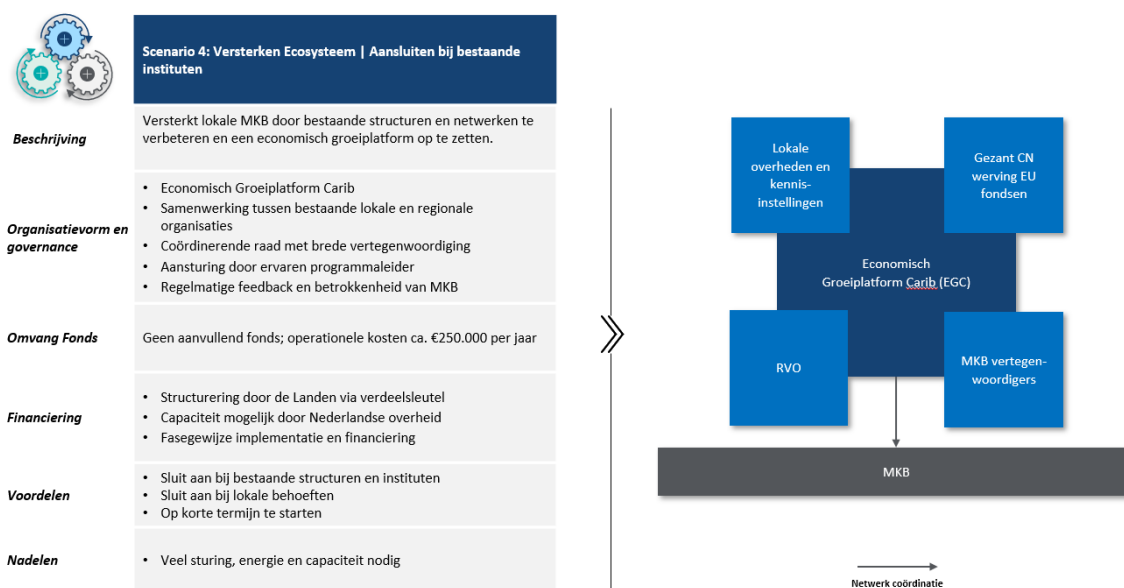 Scenario 4: Versterken Ecosysteem | Aansluiten bij bestaande
instituten
Beschrijving
Versterkt lokale MKB door bestaande structuren en netwerken te
verbeteren en een economisch groeiplatform op te zetten.
Organisatievorm en
governance
• Economisch Groeiplatform Carib
• Samenwerking tussen bestaande lokale en regionale
organisaties
• Coördinerende raad met brede vertegenwoordiging
• Aansturing door ervaren programmaleider
• Regelmatige feedback en betrokkenheid van MKB
Omvang Fonds
Geen aanvullend fonds; operationele kosten ca. €250.000 per jaar
Financiering
• Structurering door de Landen via verdeelsleutel
• Capaciteit mogelijk door Nederlandse overheid
• Fasegewijze implementatie en financiering
Voordelen
• Sluit aan bij bestaande structuren en instituten
• Sluit aan bij lokale behoeften
• Op korte termijn te starten
Nadelen
• Veel sturing, energie en capaciteit nodig
Lokale
overheden en
kennis-
instellingen
Gezant CN
werving EU
fondsen
Economisch
Groeiplatform Carib (EGC)
RVO
MKB vertegen-
woordigers
MKB
Netwerk coördinatie